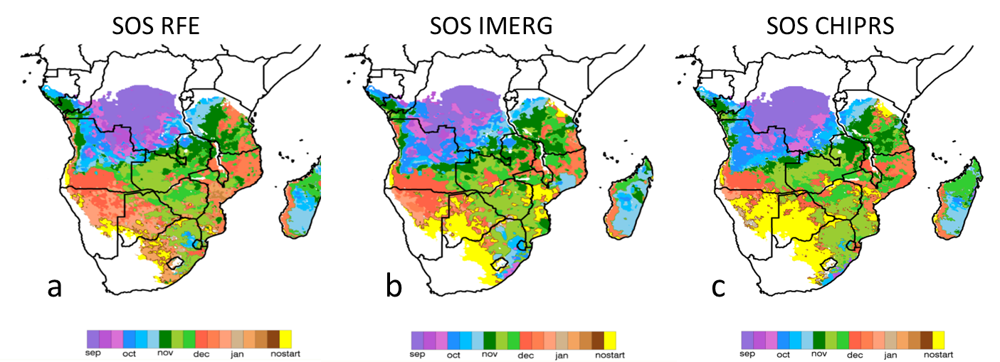 SOS RFE
SOS IMERG
SOS CHIPRS
a
b
c
sep oct nov dec jan nostart
sep oct nov dec jan nostart
sep oct nov dec jan nostart